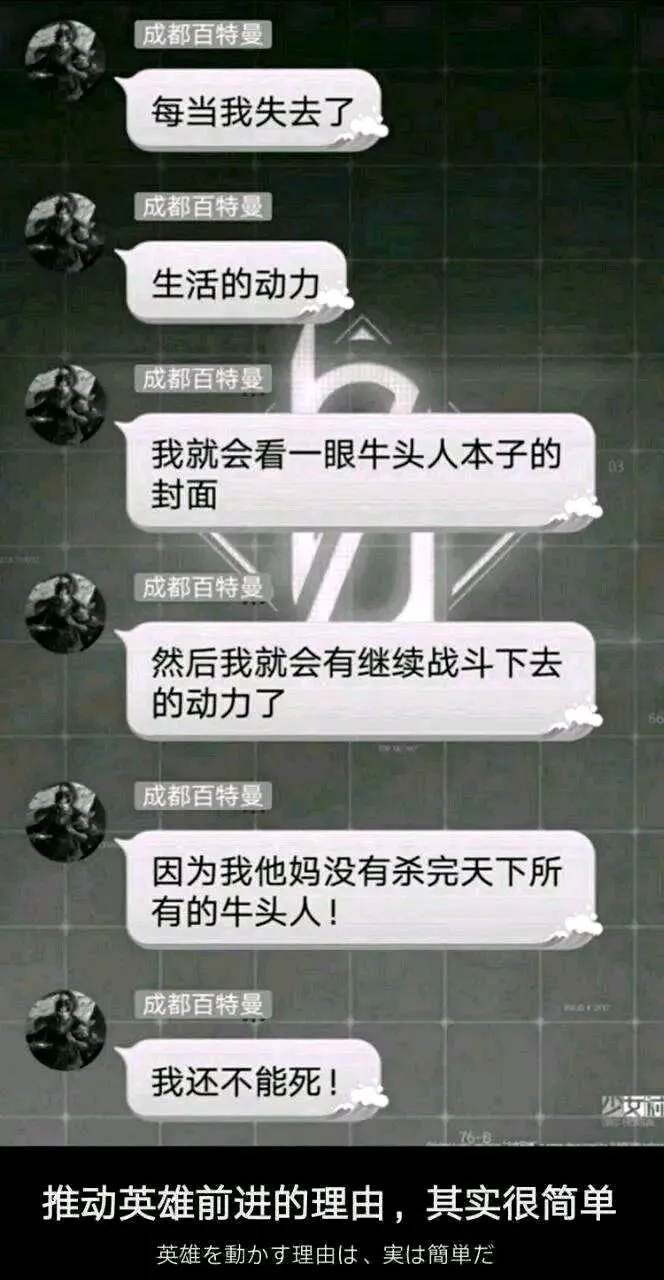 成都百特曼
每当我失去了
成都百特曼
生活的动力
成都百特曼
我就会看一眼牛头人本子的
封面
03
成都百特曼
然后我就会有继续战斗下去
的动力了
66
成都百特曼
因为我他妈没有杀完天下所
有的牛头人!
成都百特曼
我还不能死!
少女前
76-B
推动英雄前进的理由，其实很简单
英雄を動かす理由は、実は簡単だ